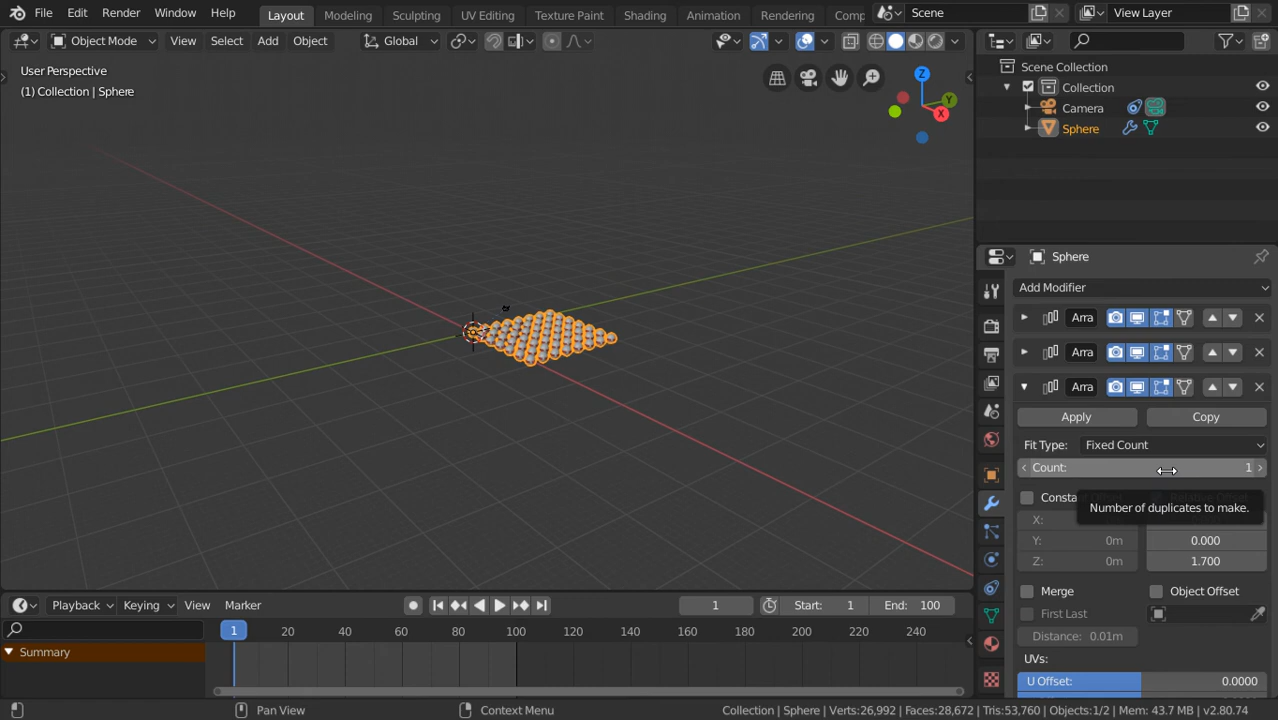 File Edit Render Window Help Layout Modeling Sculpting UV Editing Texture Paint Shading Animation Rendering Comp Scene View Layer
Object Mode View Select Add Object Global
User Perspective
(1) Collection | Sphere
Z
Y
X
Scene Collection
Collection
Camera
Sphere
Sphere
Add Modifier
Arra
Arra
Arra
Apply Copy
Fit Type: Fixed Count
Count: 1
Constan
Number of duplicates to make.
X:
Y: 0m 0.000
Z: 0m 1.700
Merge Object Offset
First Last
Distance: 0.01m
UVs:
U Offset: 0.0000
Playback Keying View Marker 1 Start: 1 End: 100
1 20 40 60 80 100 120 140 160 180 200 220 240
Summary
Pan View Context Menu Collection | Sphere | Verts:26,992 | Faces:28,672 | Tris:53,760 | Objects:1/2 | Mem: 43.7 MB | v2.80.74